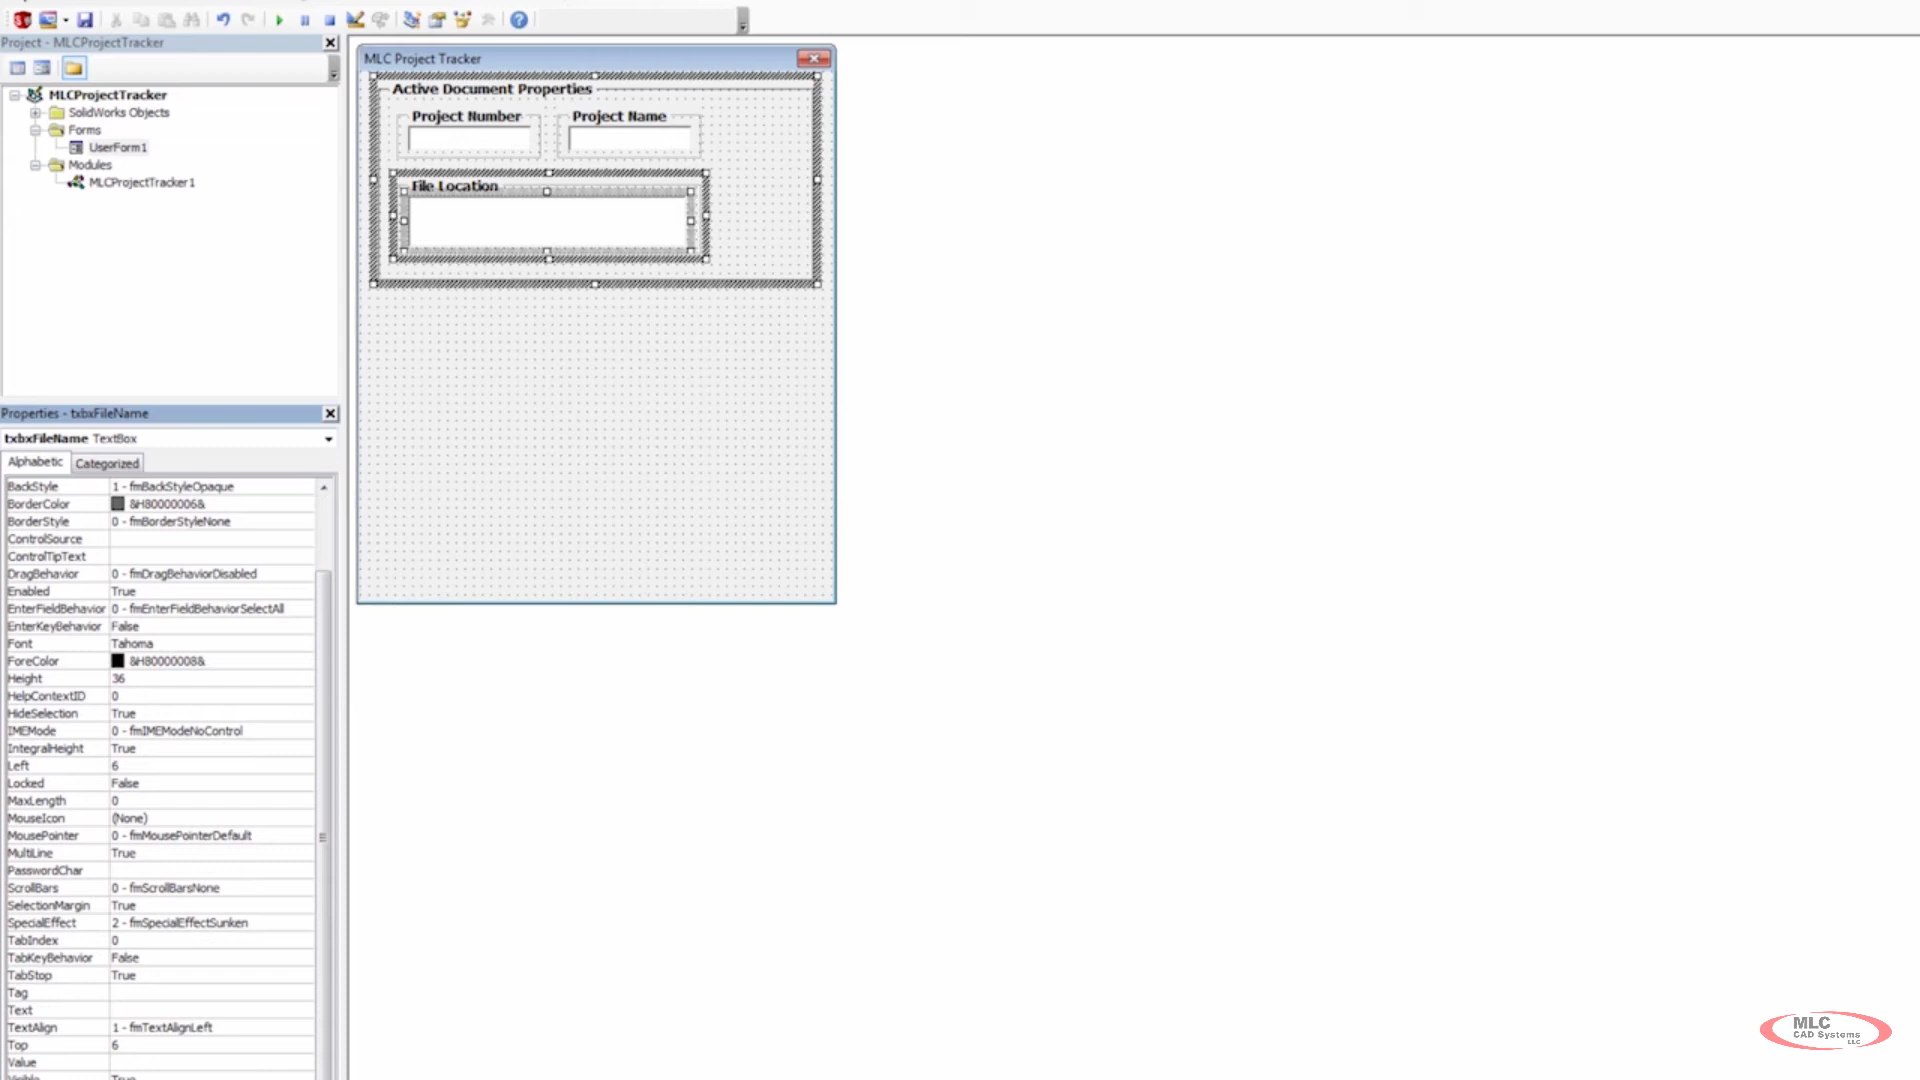 Project - MLCProjectTracker
MLCProjectTracker
SolidWorks Objects
Forms
UserForm1
Modules
MLCProjectTracker1
Properties - txbxFileName
txbxFileName TextBox
Alphabetic Categorized
BackStyle 1 - fmBackStyleOpaque
BorderColor &H80000006&
BorderStyle 0 - fmBorderStyleNone
ControlSource
ControlTipText
DragBehavior 0 - fmDragBehaviorDisabled
Enabled True
EnterFieldBehavior 0 - fmEnterFieldBehaviorSelectAll
EnterKeyBehavior False
Font Tahoma
ForeColor &H80000008&
Height 36
HelpContextID 0
HideSelection True
IMEMode 0 - fmIMEModeNoControl
IntegralHeight True
Left 6
Locked False
MaxLength 0
MouseIcon (None)
MousePointer 0 - fmMousePointerDefault
MultiLine True
PasswordChar
ScrollBars 0 - fmScrollBarsNone
SelectionMargin True
SpecialEffect 2 - fmSpecialEffectSunken
TabIndex 0
TabKeyBehavior False
TabStop True
Tag
Text
TextAlign 1 - fmTextAlignLeft
Top 6
Value
Visible True
MLC Project Tracker
Active Document Properties
Project Number Project Name
File Location
MLC
CAD Systems
LLC